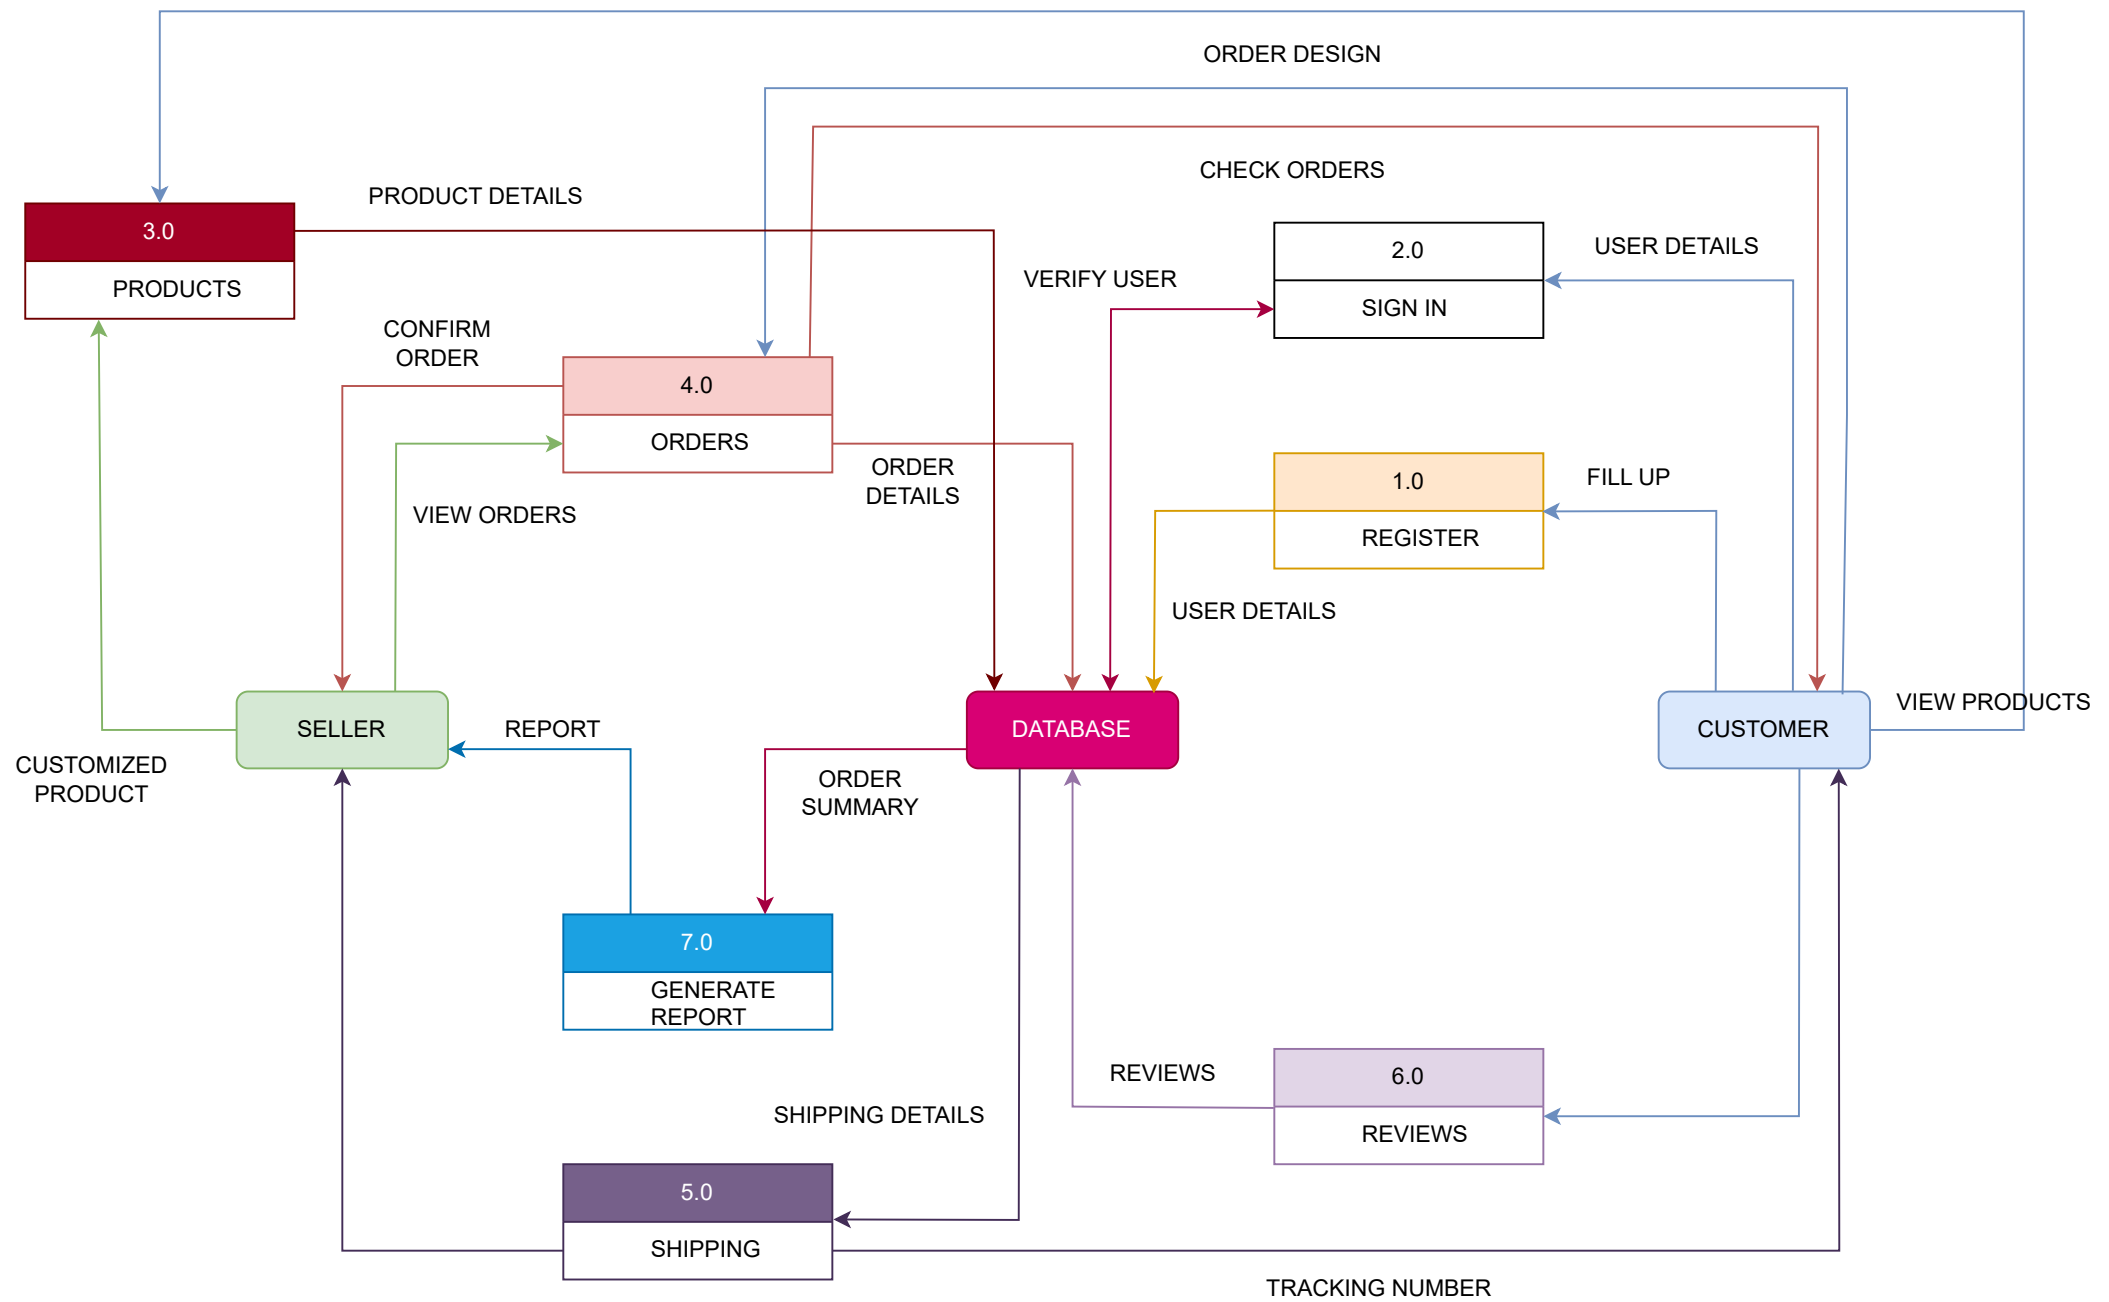 ORDER DESIGN
CHECK ORDERS
PRODUCT DETAILS
3.0
PRODUCTS
2.0
SIGN IN
USER DETAILS
VERIFY USER
CONFIRM
ORDER
4.0
ORDERS
ORDER
DETAILS
VIEW ORDERS
1.0
REGISTER
FILL UP
USER DETAILS
VIEW PRODUCTS
SELLER
REPORT
DATABASE
CUSTOMER
CUSTOMIZED
PRODUCT
ORDER
SUMMARY
7.0
GENERATE
REPORT
REVIEWS
6.0
REVIEWS
SHIPPING DETAILS
5.0
SHIPPING
TRACKING NUMBER